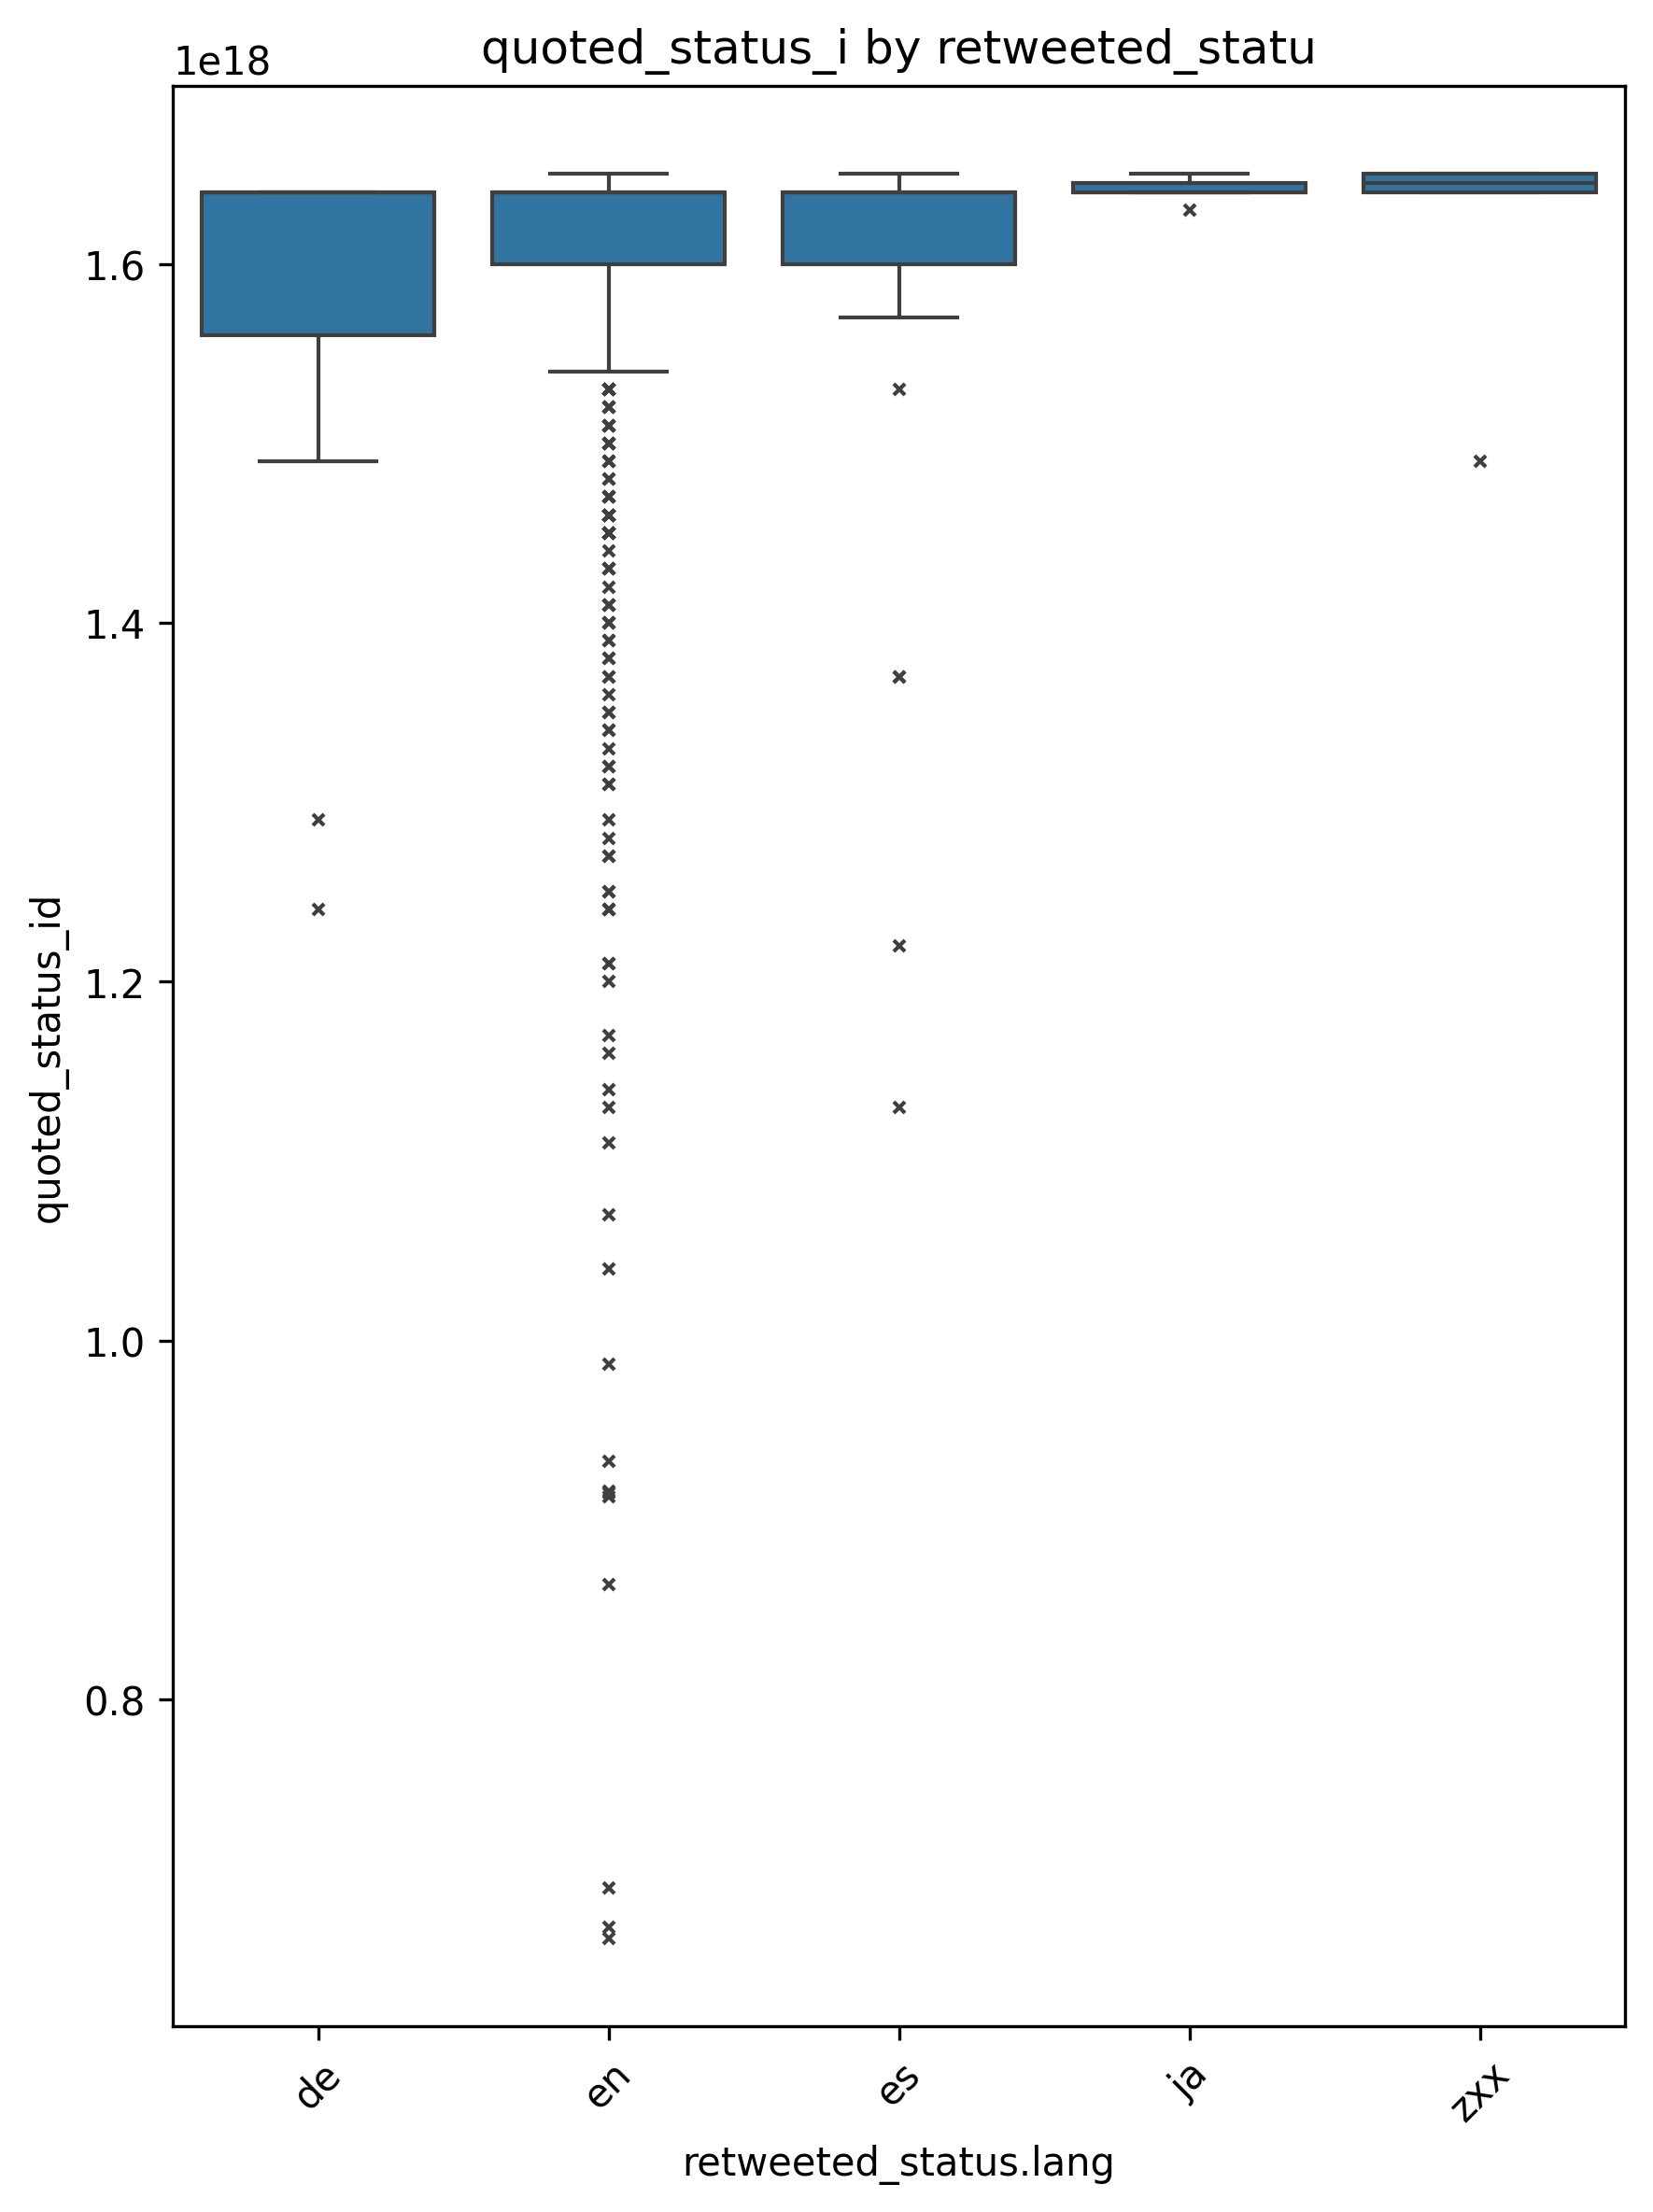 quoted_status_i by retweeted_statu
1e18
1.6
1.4
1.2
1.0
0.8
quoted_status_id
de
en
es
ja
zxx
retweeted_status.lang